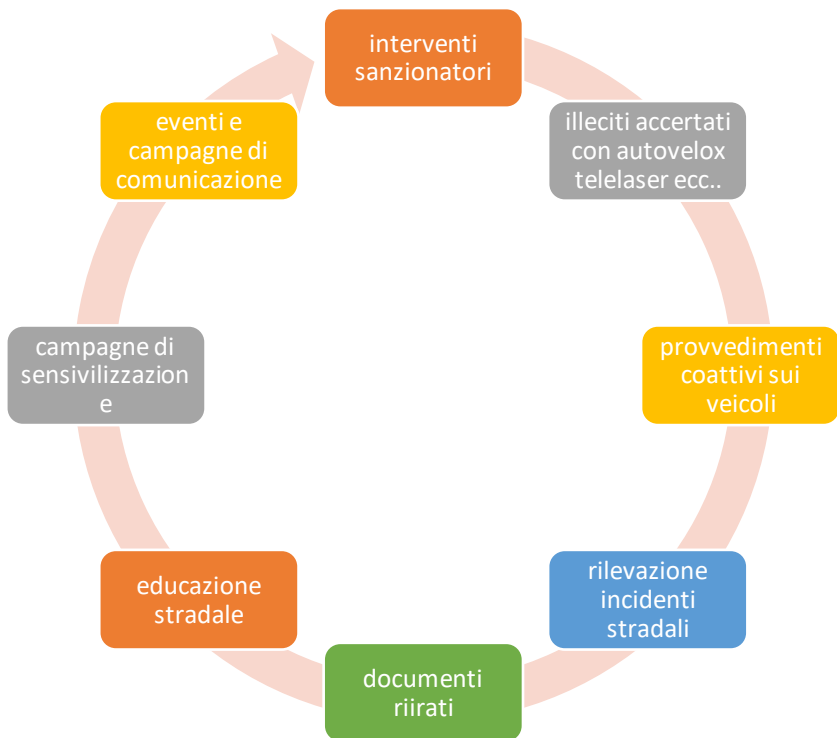 interventi
sanzionatori
illeciti accertati
con autovelox
telelaser ecc..
provvedimenti
coattivi sui
veicoli
rilevazione
incidenti
stradali
documenti
riirati
educazione
stradale
campagne di
sensivilizzazion
e
eventi e
campagne di
comunicazione